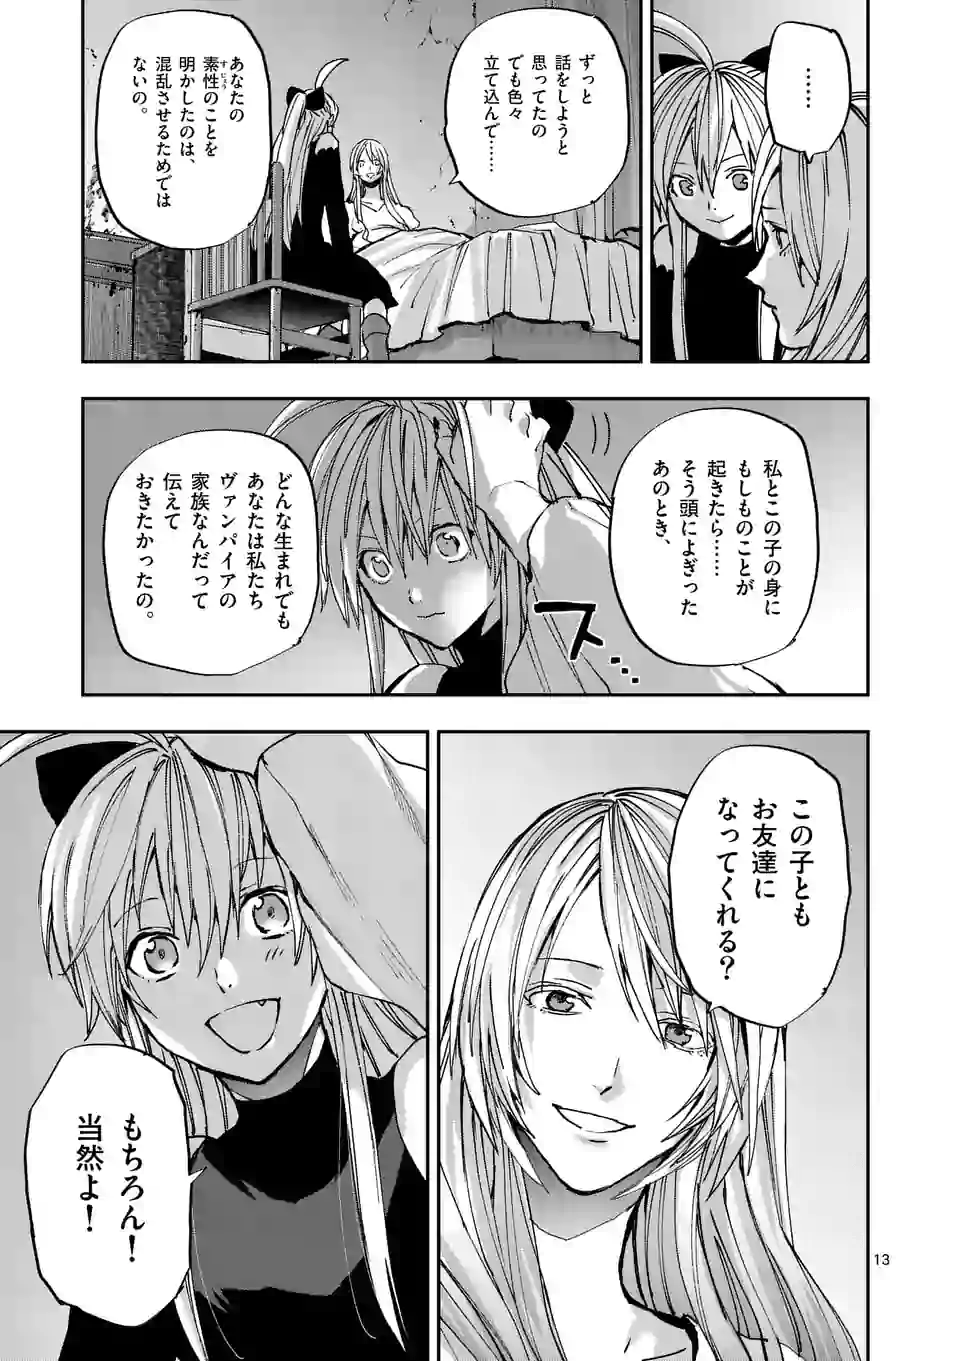 ……
ずっと
話をしようと
思ってたの
でも色々
立て込んで……
あなたの
素性のことを
すじょう
明かしたのは、
混乱させるためでは
ないの。
私とこの子の身に
もしものことが
起きたら……
そう頭によぎった
あのとき、
ス…
どんな生まれでも
あなたは私たち
ヴァンパイアの
家族なんだって
伝えて
おきたかったの。
この子とも
お友達に
なってくれる？
もちろん！
当然よ！
13